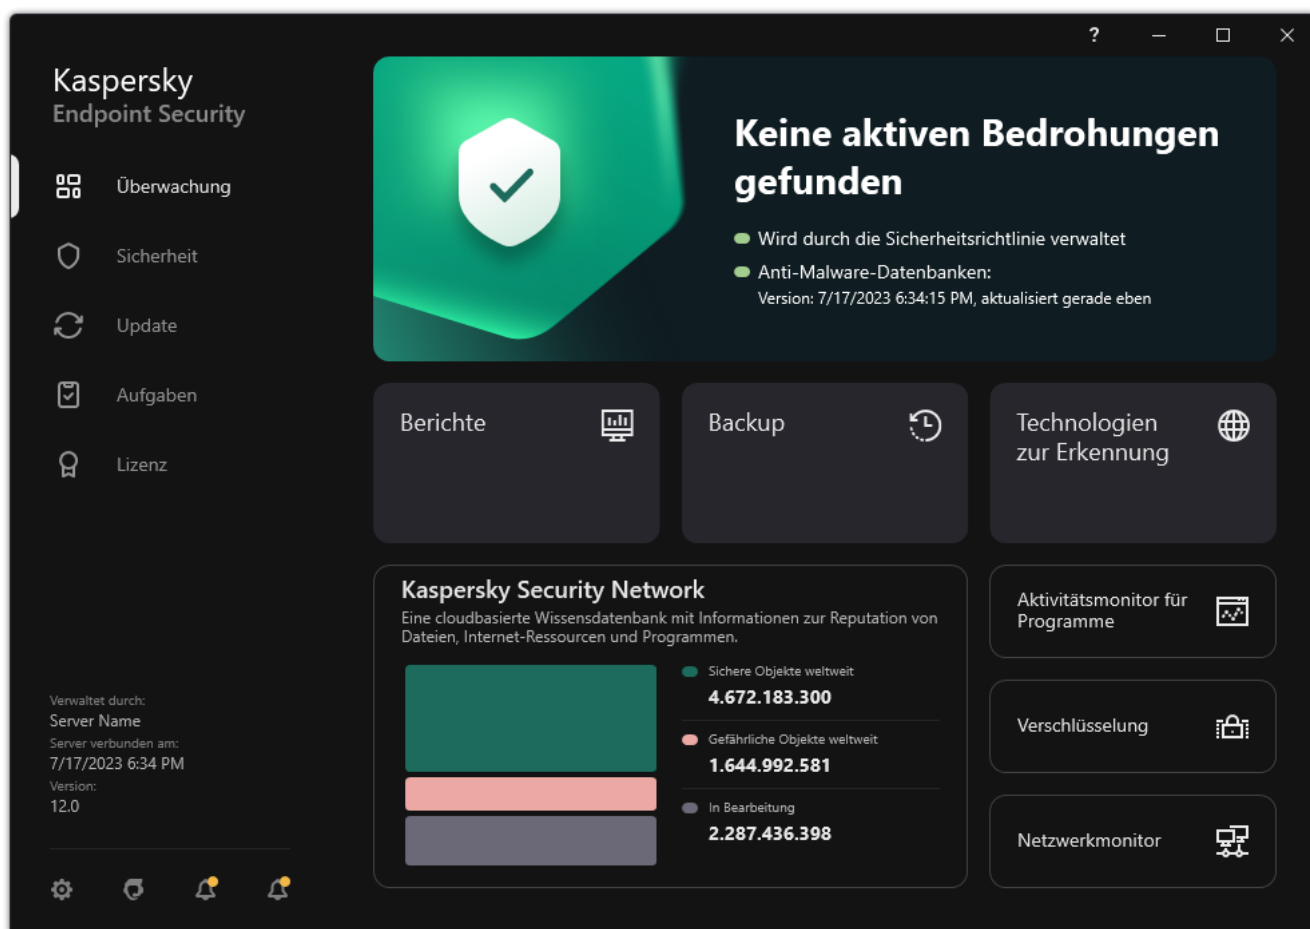 ?
Kaspersky
Endpoint Security
Überwachung
Sicherheit
Update
Aufgaben
Lizenz
Verwaltet durch:
Server Name
Server verbunden am:
7/17/2023 6:34 PM
Version:
12.0
Keine aktiven Bedrohungen
gefunden
Wird durch die Sicherheitsrichtlinie verwaltet
Anti-Malware-Datenbanken:
Version: 7/17/2023 6:34:15 PM, aktualisiert gerade eben
Berichte
Backup
Technologien
zur Erkennung
Kaspersky Security Network
Eine cloudbasierte Wissensdatenbank mit Informationen zur Reputation von
Dateien, Internet-Ressourcen und Programmen.
Sichere Objekte weltweit
4.672.183.300
Gefährliche Objekte weltweit
1.644.992.581
In Bearbeitung
2.287.436.398
Aktivitätsmonitor für
Programme
Verschlüsselung
Netzwerkmonitor